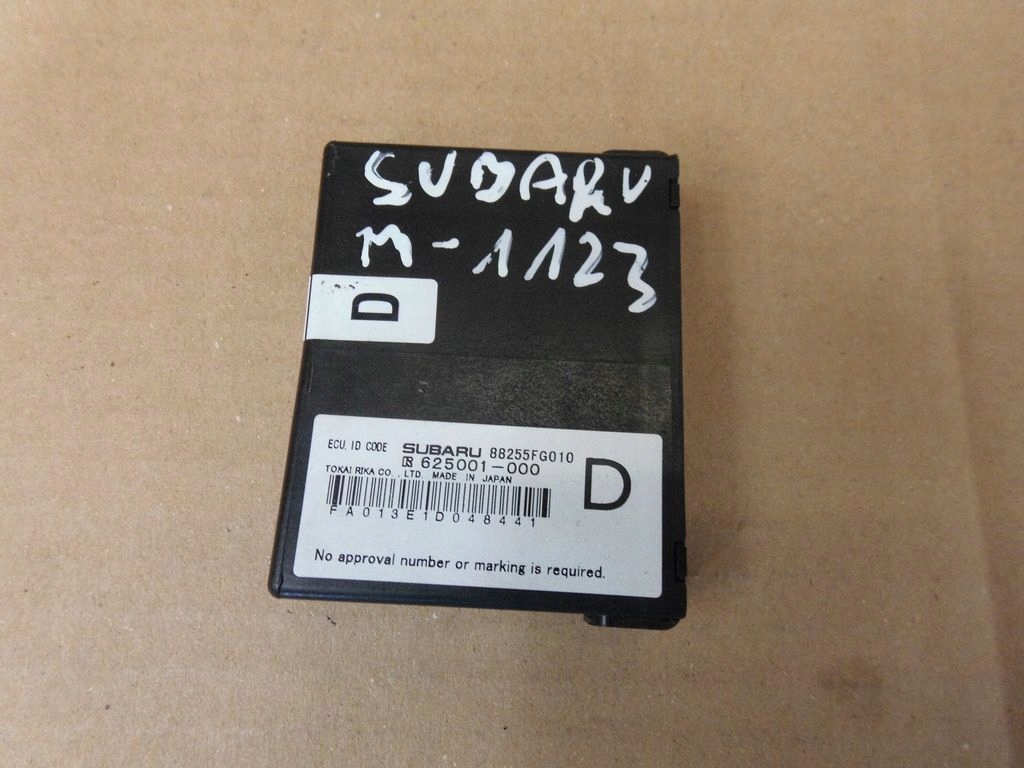 SUBARU
M-1123
D
ECU. ID CODE SUBARU 88255FG010
R 625001-000
TOKAI RIKA CO., LTD. MADE IN JAPAN
D
FA013E1D048441
No approval number or marking is required.